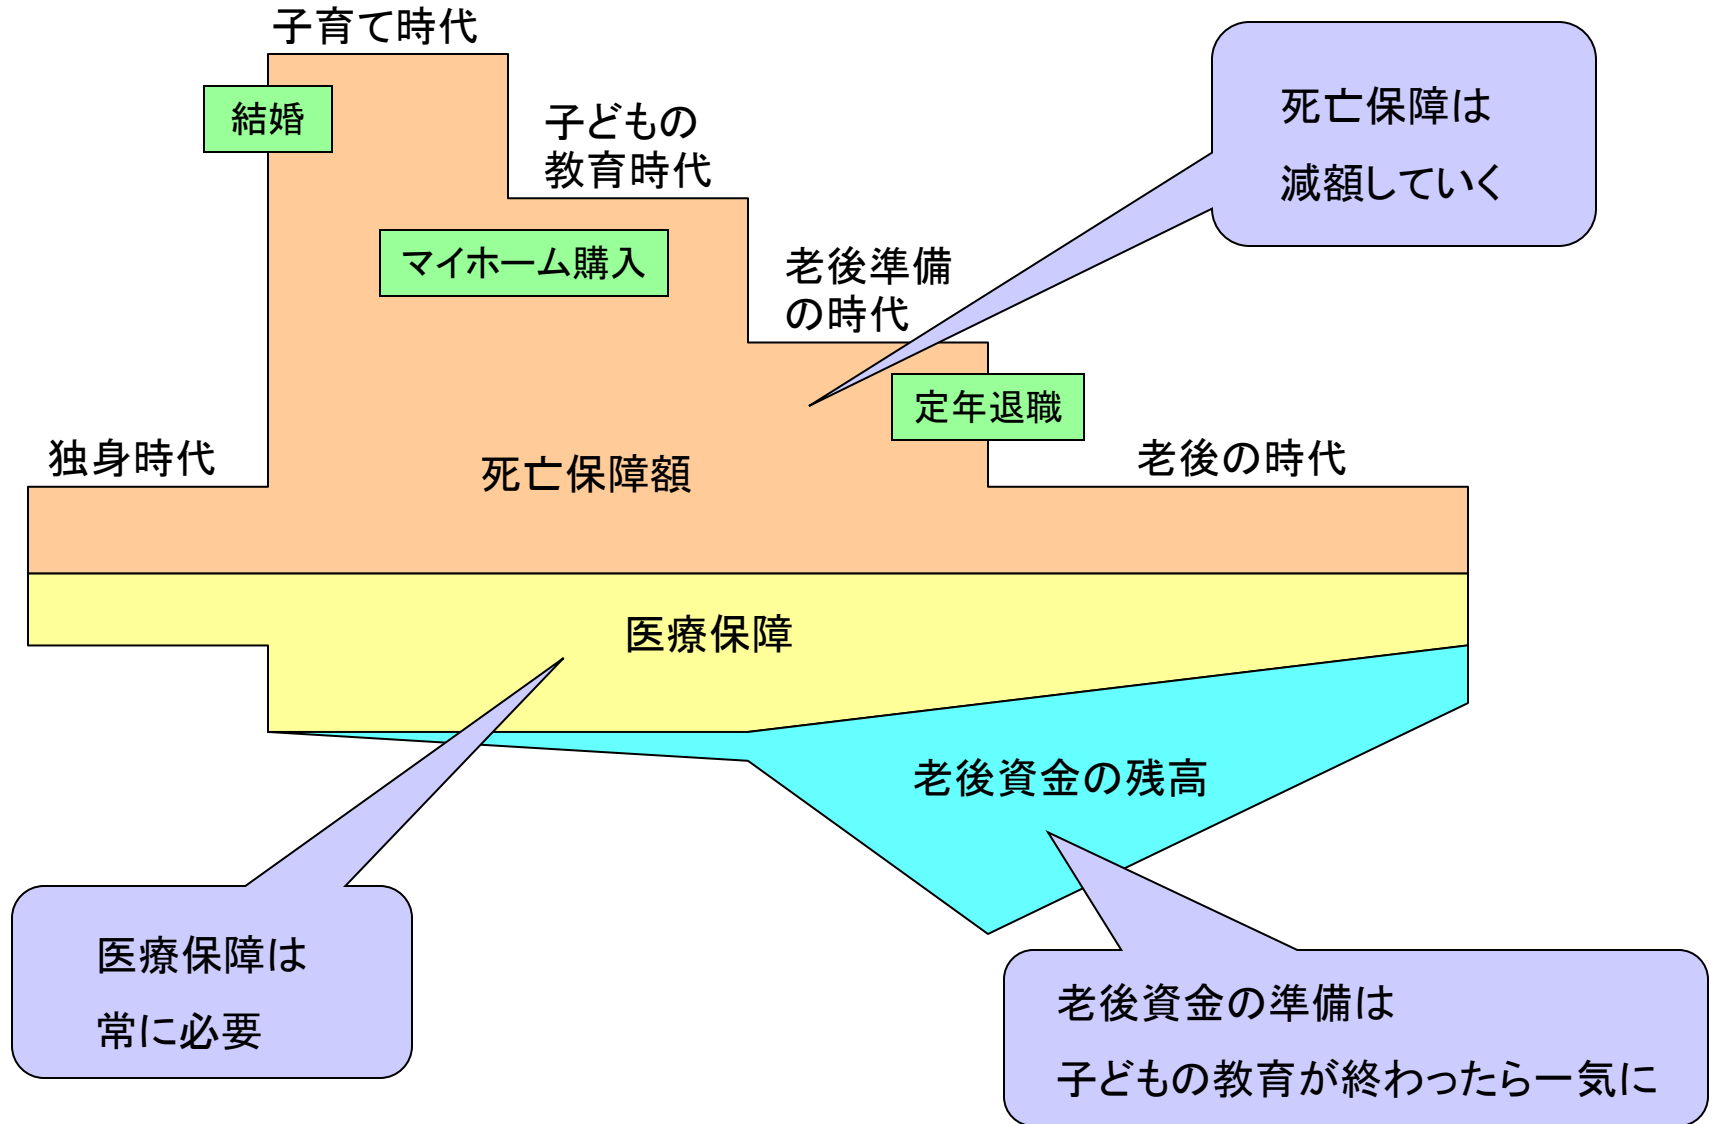 子育て時代
結婚
子どもの
教育時代
死亡保障は
減額していく
マイホーム購入
老後準備
の時代
定年退職
独身時代
死亡保障額
老後の時代
医療保障
老後資金の残高
医療保障は
常に必要
老後資金の準備は
子どもの教育が終わったら一気に